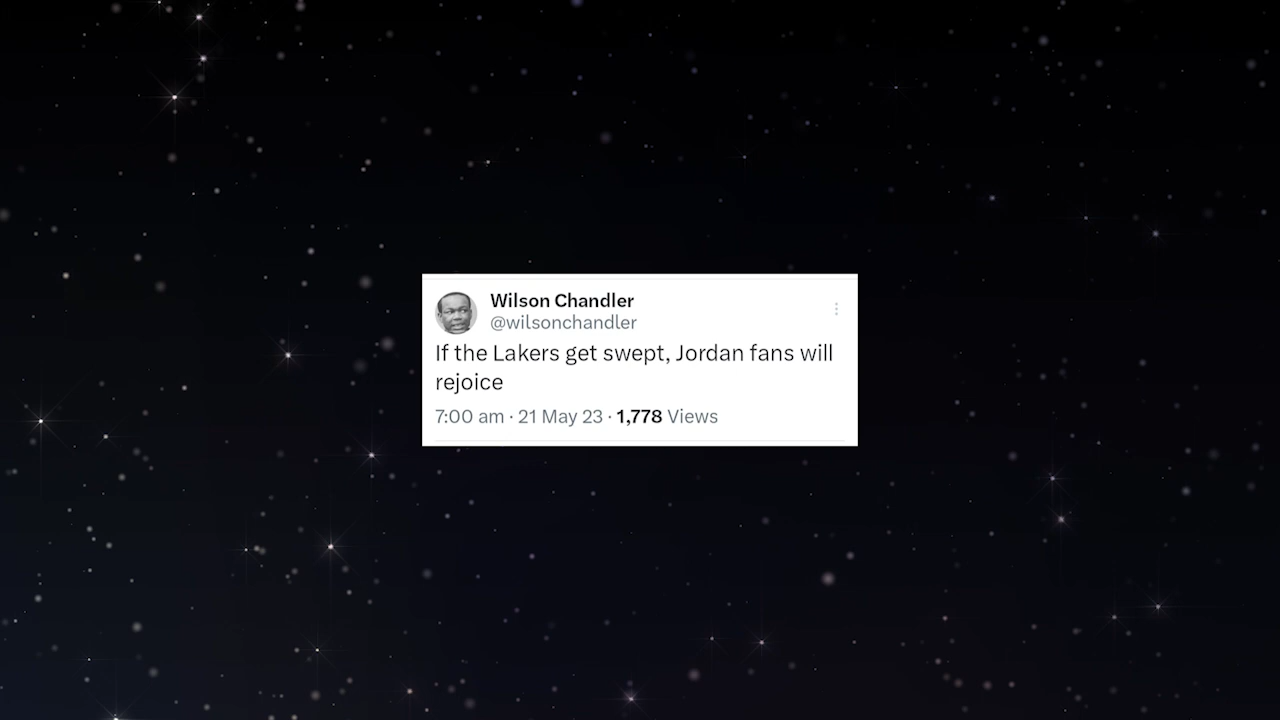 Wilson Chandler
@wilsonchandler
If the Lakers get swept, Jordan fans will
rejoice
7:00 am · 21 May 23 · 1,778 Views